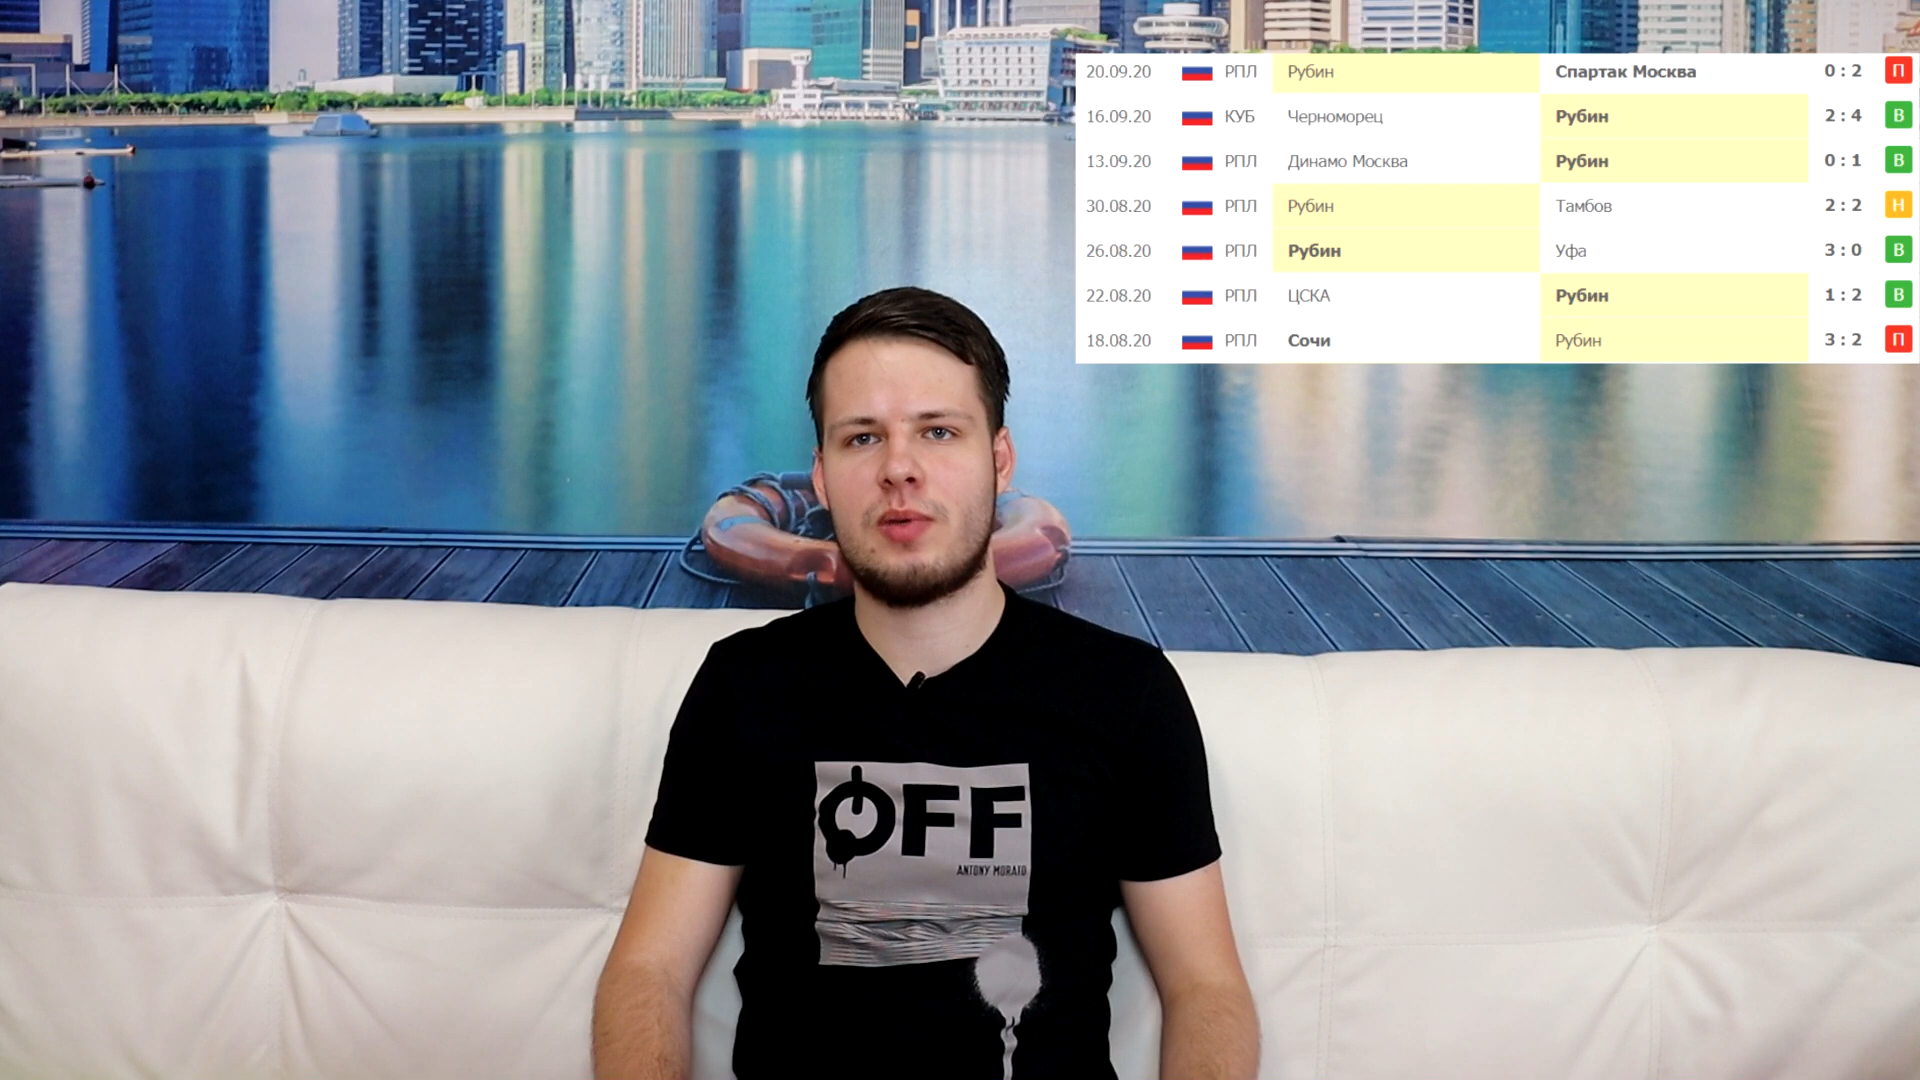 20.09.20 РПЛ Рубин Спартак Москва 0 : 2 П
16.09.20 КУБ Черноморец Рубин 2 : 4 В
13.09.20 РПЛ Динамо Москва Рубин 0 : 1 В
30.08.20 РПЛ Рубин Тамбов 2 : 2 Н
26.08.20 РПЛ Рубин Уфа 3 : 0 В
22.08.20 РПЛ ЦСКА Рубин 1 : 2 В
18.08.20 РПЛ Сочи Рубин 3 : 2 П
OFF
ANTONY MORATO